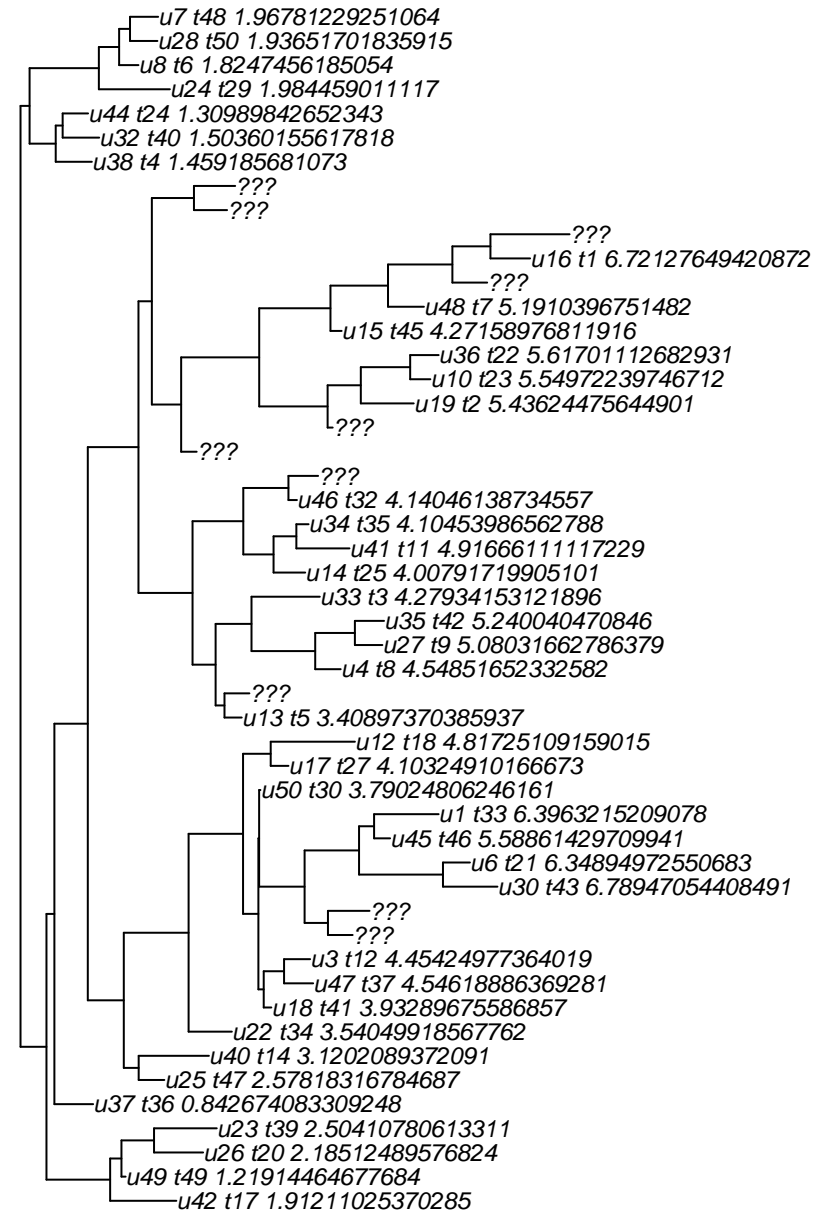 u7 t48 1.96781229251064
u28 t50 1.93651701835915
u8 t6 1.8247456185054
u24 t29 1.984459011117
u44 t24 1.30989842652343
u32 t40 1.50360155617818
u38 t4 1.459185681073
???
???
???
u16 t1 6.72127649420872
???
u48 t7 5.1910396751482
u15 t45 4.27158976811916
u36 t22 5.61701112682931
u10 t23 5.54972239746712
u19 t2 5.43624475644901
???
???
???
u46 t32 4.14046138734557
u34 t35 4.10453986562788
u41 t11 4.91666111117229
u14 t25 4.00791719905101
u33 t3 4.27934153121896
u35 t42 5.240040470846
u27 t9 5.08031662786379
u4 t8 4.54851652332582
???
u13 t5 3.40897370385937
u12 t18 4.81725109159015
u17 t27 4.10324910166673
u50 t30 3.79024806246161
u1 t33 6.3963215209078
u45 t46 5.58861429709941
u6 t21 6.34894972550683
u30 t43 6.78947054408491
???
???
u3 t12 4.45424977364019
u47 t37 4.54618886369281
u18 t41 3.93289675586857
u22 t34 3.54049918567762
u40 t14 3.1202089372091
u25 t47 2.57818316784687
u37 t36 0.842674083309248
u23 t39 2.50410780613311
u26 t20 2.18512489576824
u49 t49 1.21914464677684
u42 t17 1.91211025370285